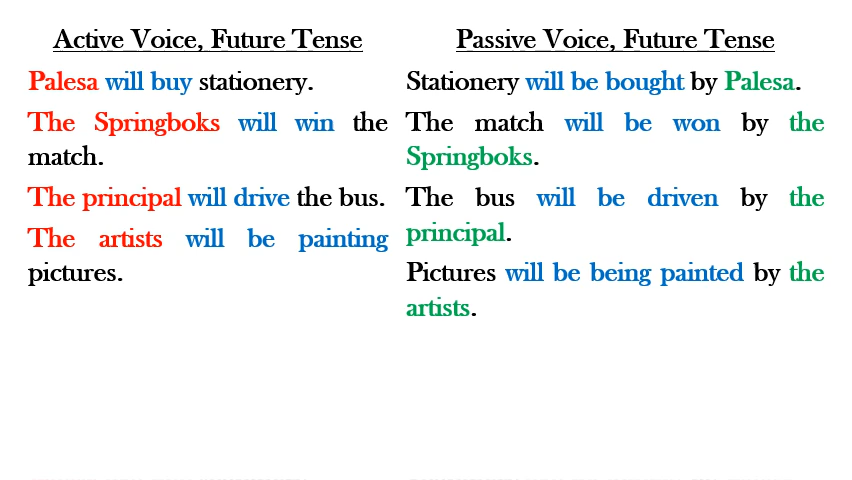 Active Voice, Future Tense
Palesa will buy stationery.
The Springboks will win the
match.
The principal will drive the bus.
The artists will be painting
pictures.
Passive Voice, Future Tense
Stationery will be bought by Palesa.
The match will be won by the
Springboks.
The bus will be driven by the
principal.
Pictures will be being painted by the
artists.